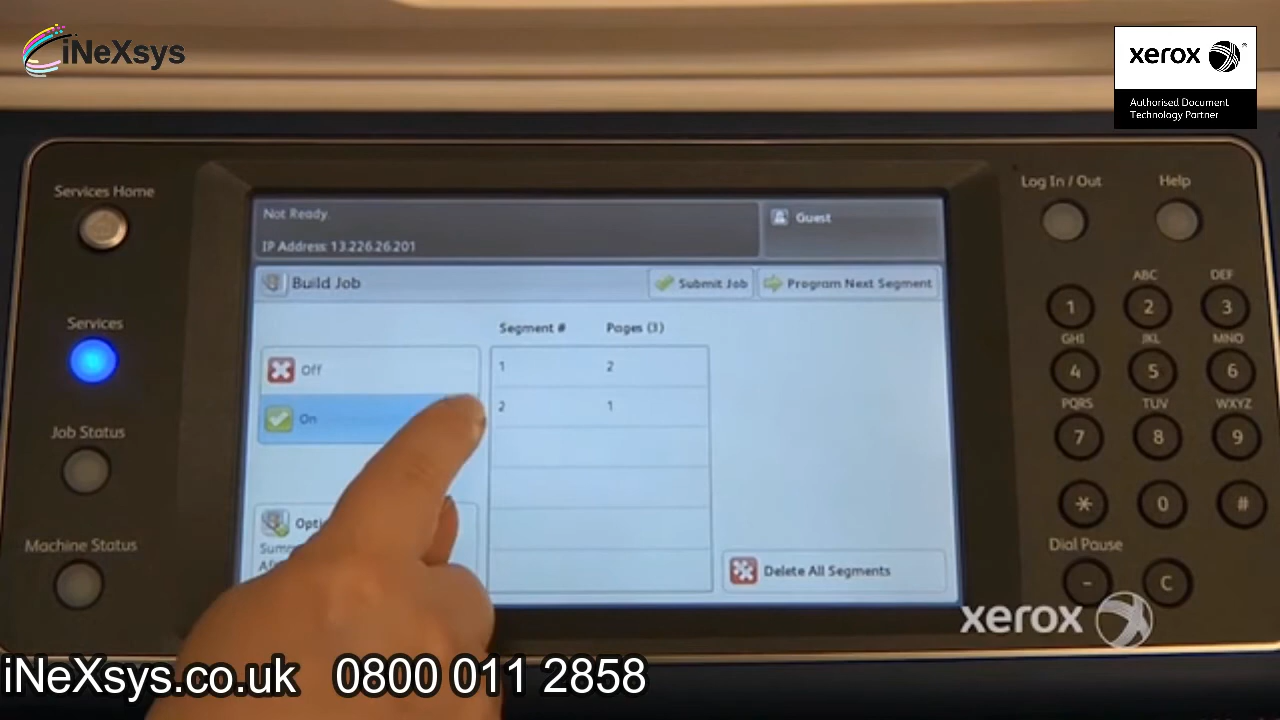 iNeXsys
xerox
Authorised Document
Technology Partner
Services Home
Log In / Out
Help
Not Ready
Guest
IP Address: 13.226.26.201
Build Job
Submit Job
Program Next Segment
Services
Segment #
Pages (3)
Off
1
2
On
2
1
Job Status
Machine Status
Delete All Segments
ABC
DEF
1
2
3
GHI
JKL
MNO
4
5
6
PQRS
TUV
WXYZ
7
8
9
*
0
#
Dial Pause
-
C
xerox
iNeXsys.co.uk 0800 011 2858